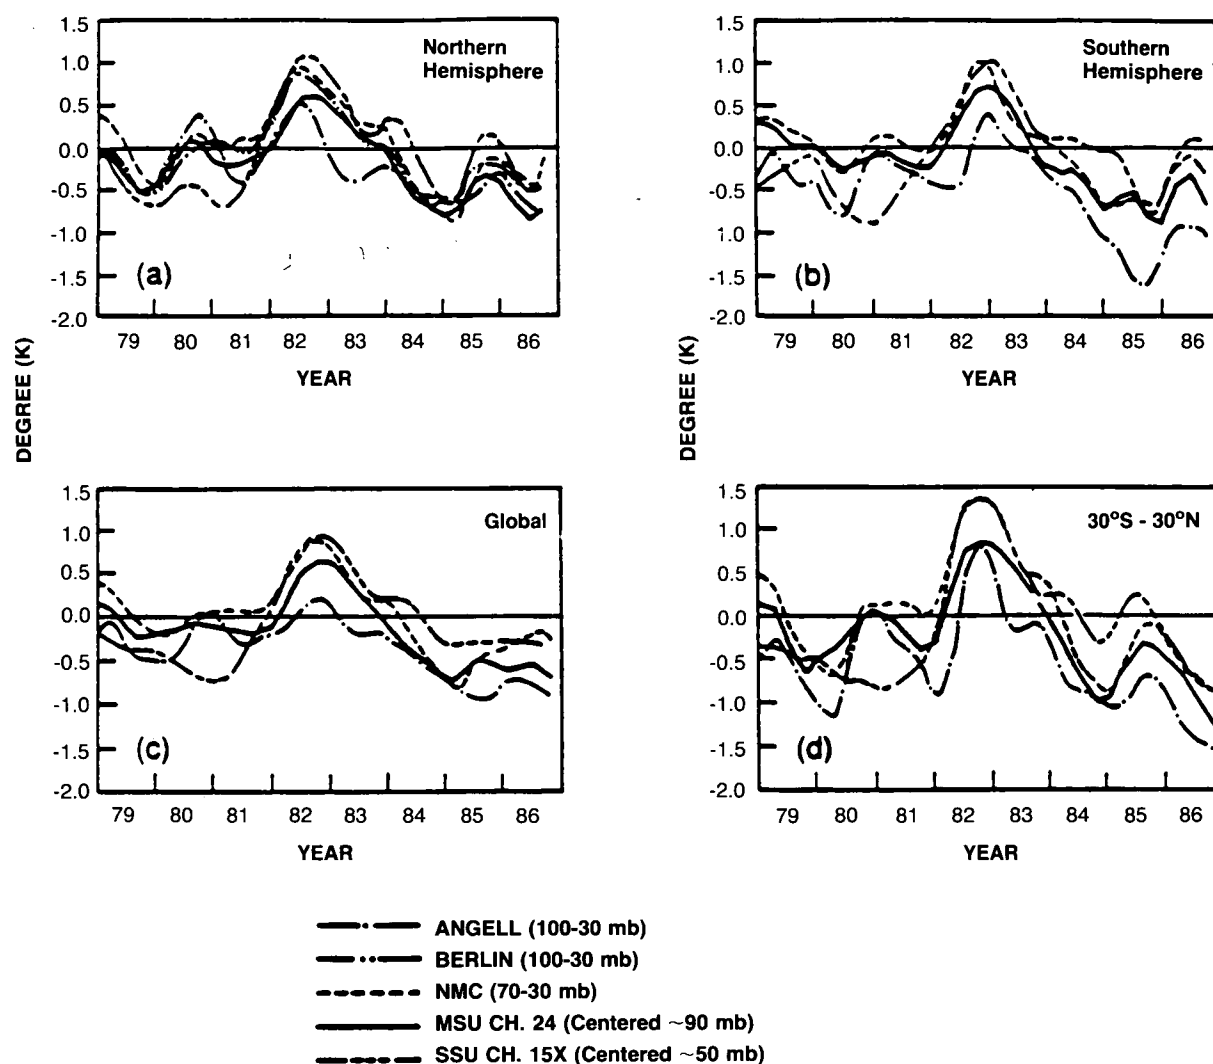 1.5
1.0
0.5
0.0
-0.5
-1.0
-1.5
-2.0
Northern
Hemisphere
(a)
79 80 81 82 83 84 85 86
YEAR
DEGREE (K)
1.5
1.0
0.5
0.0
-0.5
-1.0
-1.5
-2.0
Southern
Hemisphere
(b)
79 80 81 82 83 84 85 86
YEAR
DEGREE (K)
1.5
1.0
0.5
0.0
-0.5
-1.0
-1.5
-2.0
Global
(c)
79 80 81 82 83 84 85 86
YEAR
1.5
1.0
0.5
0.0
-0.5
-1.0
-1.5
-2.0
30°S - 30°N
(d)
79 80 81 82 83 84 85 86
YEAR
ANGELL (100-30 mb)
BERLIN (100-30 mb)
NMC (70-30 mb)
MSU CH. 24 (Centered ~90 mb)
SSU CH. 15X (Centered ~50 mb)